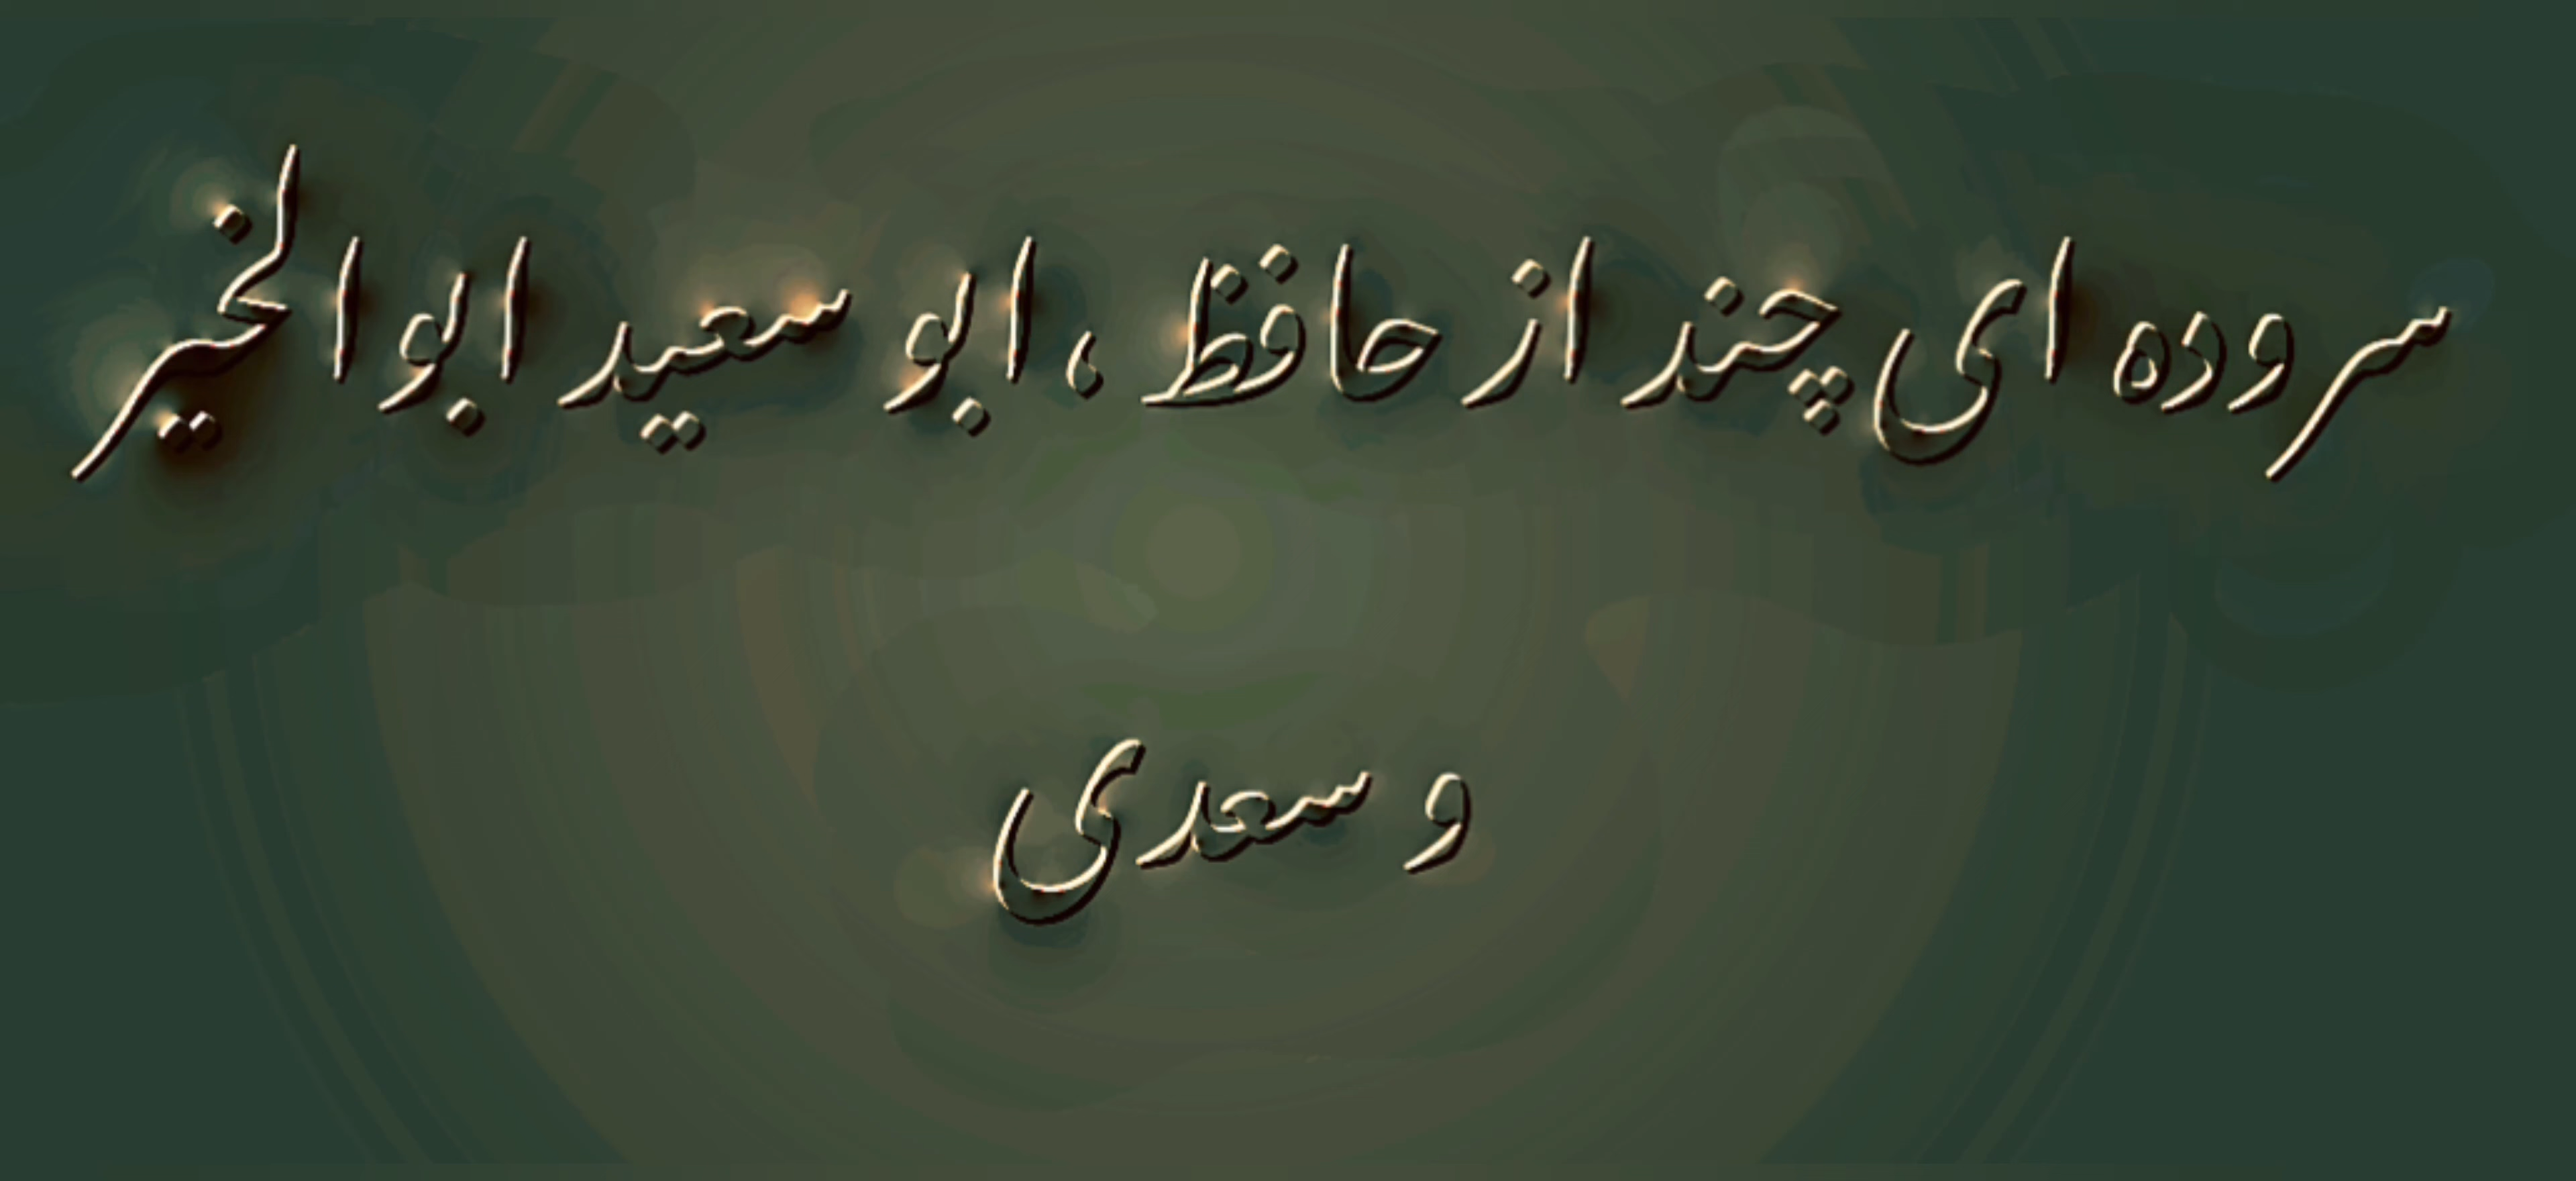 سروده ای چند از حافظ ، ابو سعید ابوالخیر
و سعدی